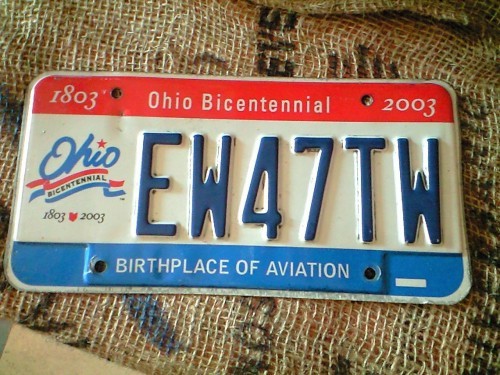 1803 Ohio Bicentennial 2003
Ohio
BICENTENNIAL
1803 2003
EW47TW
BIRTHPLACE OF AVIATION